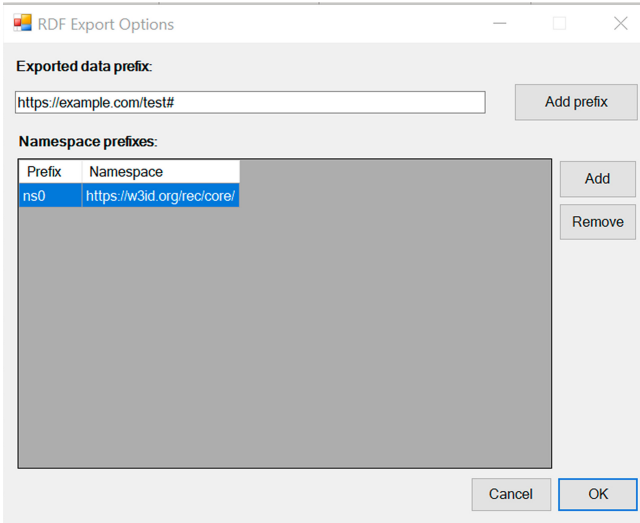 RDF Export Options
Exported data prefix:
https://example.com/test#
Add prefix
Namespace prefixes:
Prefix Namespace
ns0 https://w3id.org/rec/core/
Add
Remove
Cancel OK